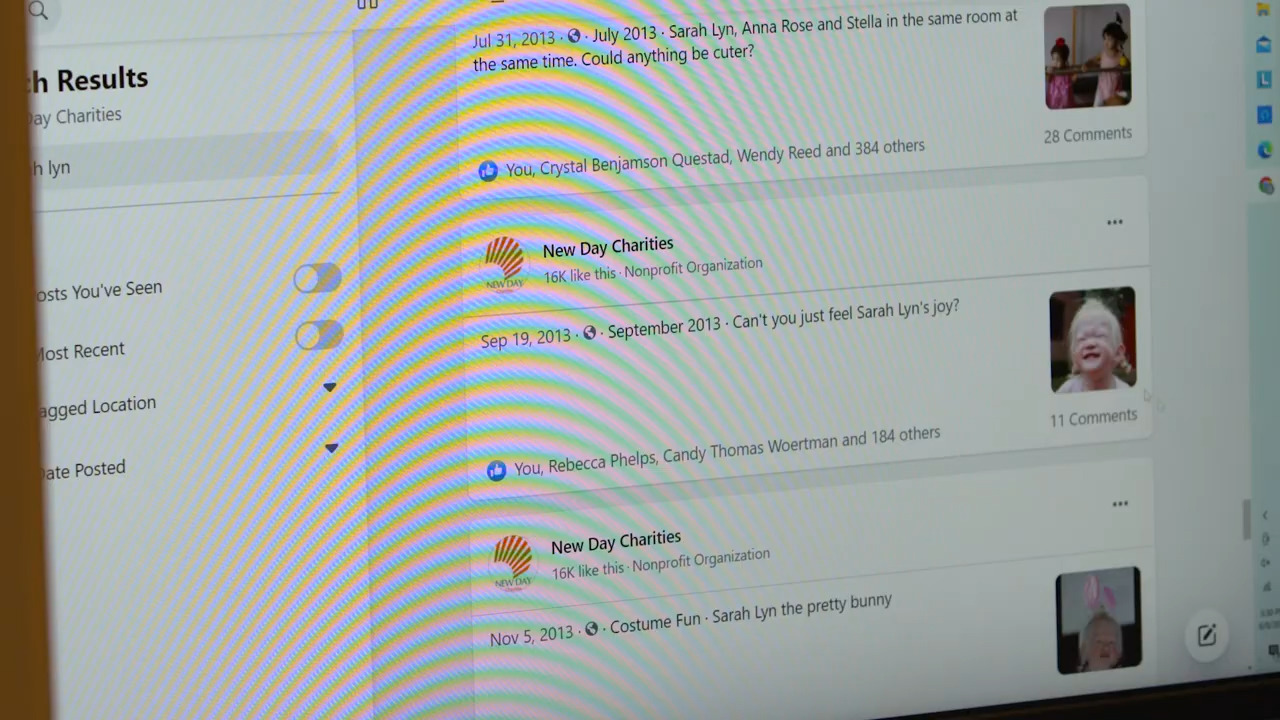 ch Results
ay Charities
h lyn
osts You've Seen
Most Recent
agged Location
ate Posted
Jul 31, 2013 · July 2013 · Sarah Lyn, Anna Rose and Stella in the same room at
the same time. Could anything be cuter?
28 Comments
You, Crystal Benjamson Questad, Wendy Reed and 384 others
NEW DAY
New Day Charities
16K like this · Nonprofit Organization
Sep 19, 2013 · September 2013 · Can't you just feel Sarah Lyn's joy?
11 Comments
You, Rebecca Phelps, Candy Thomas Woertman and 184 others
NEW DAY
New Day Charities
16K like this · Nonprofit Organization
Nov 5, 2013 · Costume Fun · Sarah Lyn the pretty bunny